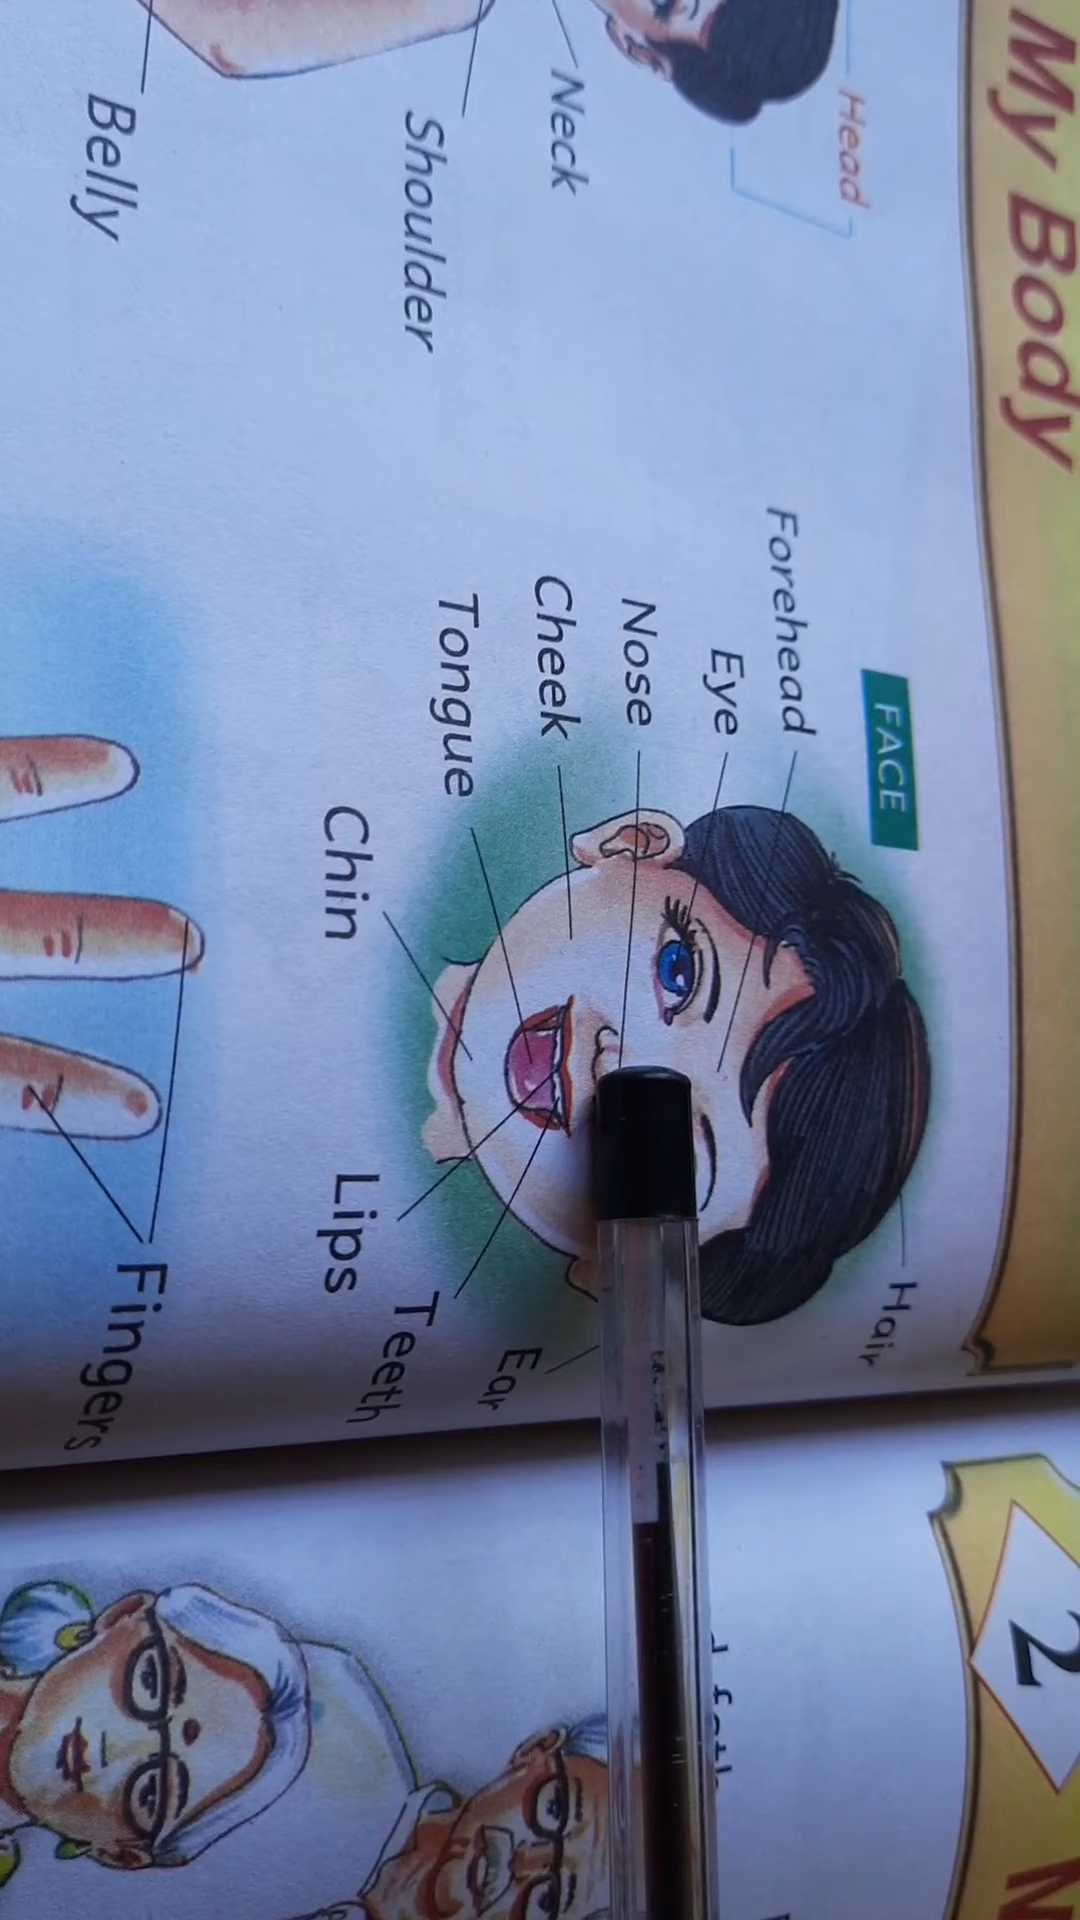 My Body
Head
Neck
Shoulder
Belly
FACE
Hair
Forehead
Eye
Nose
Cheek
Tongue
Chin
Lips
Teeth
Ear
Fingers
2